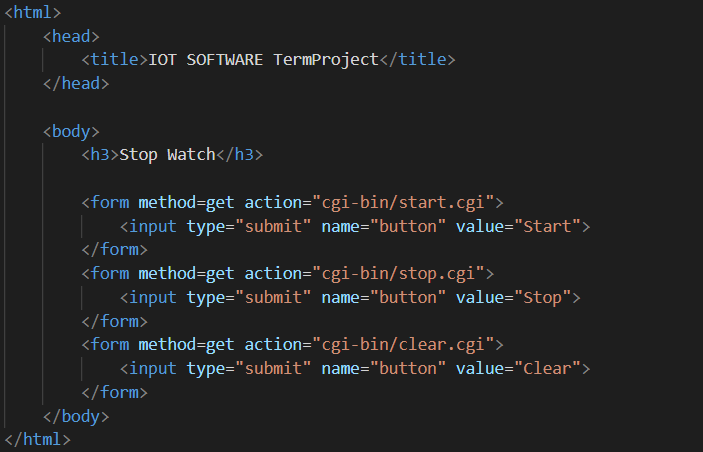 <html>
<head>
<title>IOT SOFTWARE TermProject</title>
</head>
<body>
<h3>Stop Watch</h3>
<form method=get action="cgi-bin/start.cgi">
<input type="submit" name="button" value="Start">
</form>
<form method=get action="cgi-bin/stop.cgi">
<input type="submit" name="button" value="Stop">
</form>
<form method=get action="cgi-bin/clear.cgi">
<input type="submit" name="button" value="Clear">
</form>
</body>
</html>